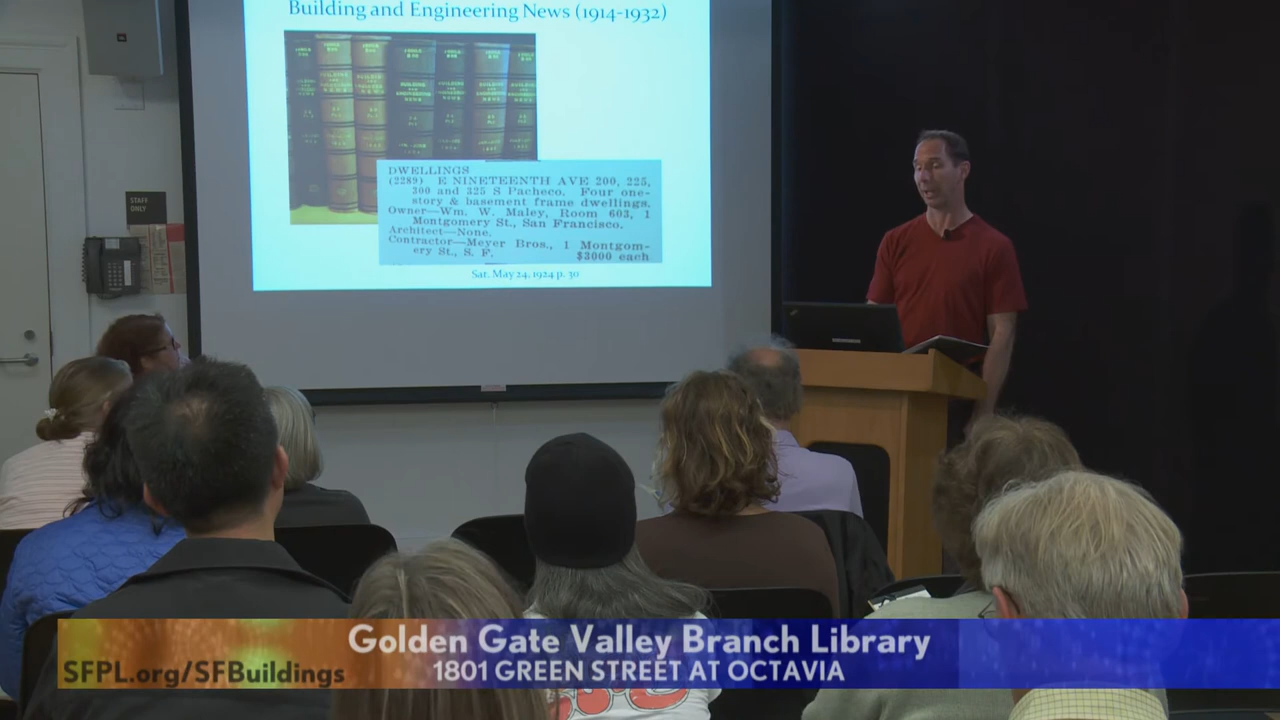 Building and Engineering News (1914-1932)
DWELLINGS
(2289) E NINETEENTH AVE 200, 225,
300 and 325 S Pacheco. Four one-
story & basement frame dwellings.
Owner—Wm. W. Maley, Room 603, 1
Montgomery St., San Francisco.
Architect—None.
Contractor—Meyer Bros., 1 Montgom-
ery St., S. F. $3000 each
Sat. May 24, 1924 p. 30
STAFF
ONLY
Golden Gate Valley Branch Library
1801 GREEN STREET AT OCTAVIA
SFPL.org/SFBuildings